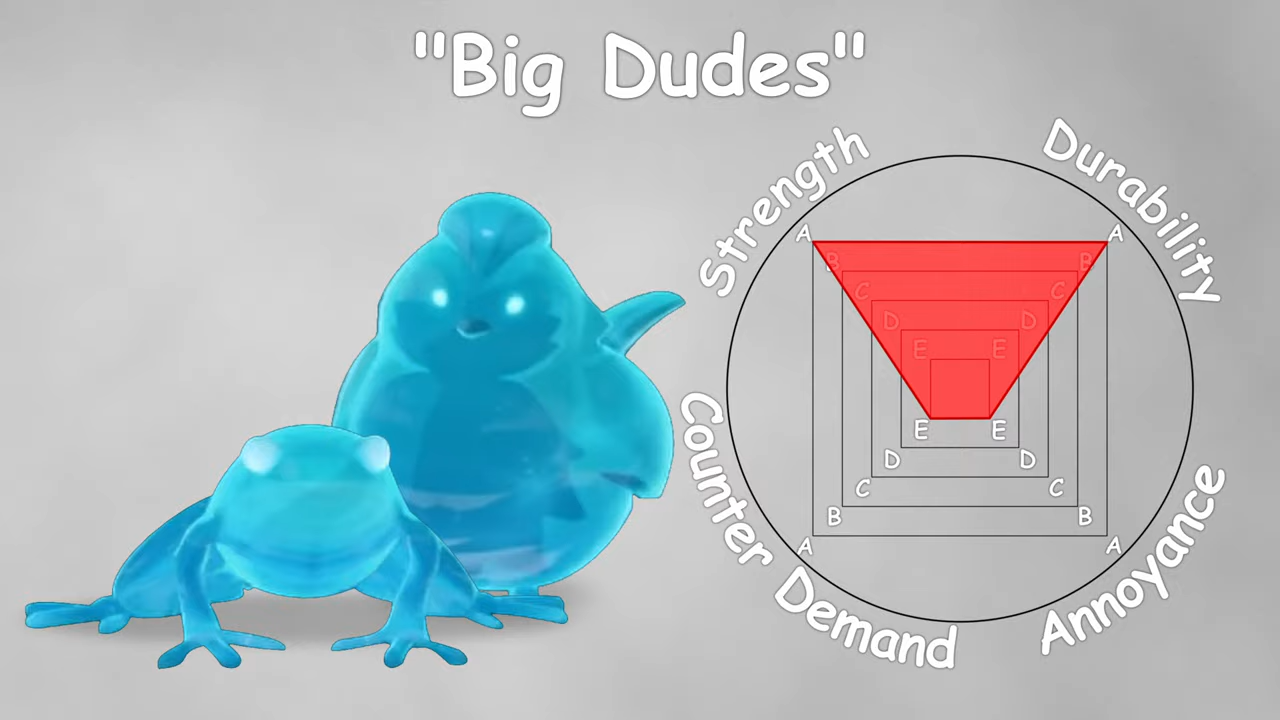 "Big Dudes"
Strength
Durability
A A
B B
C C
D D
E E
E E
D D
C C
B B
A A
Counter Demand
Annoyance